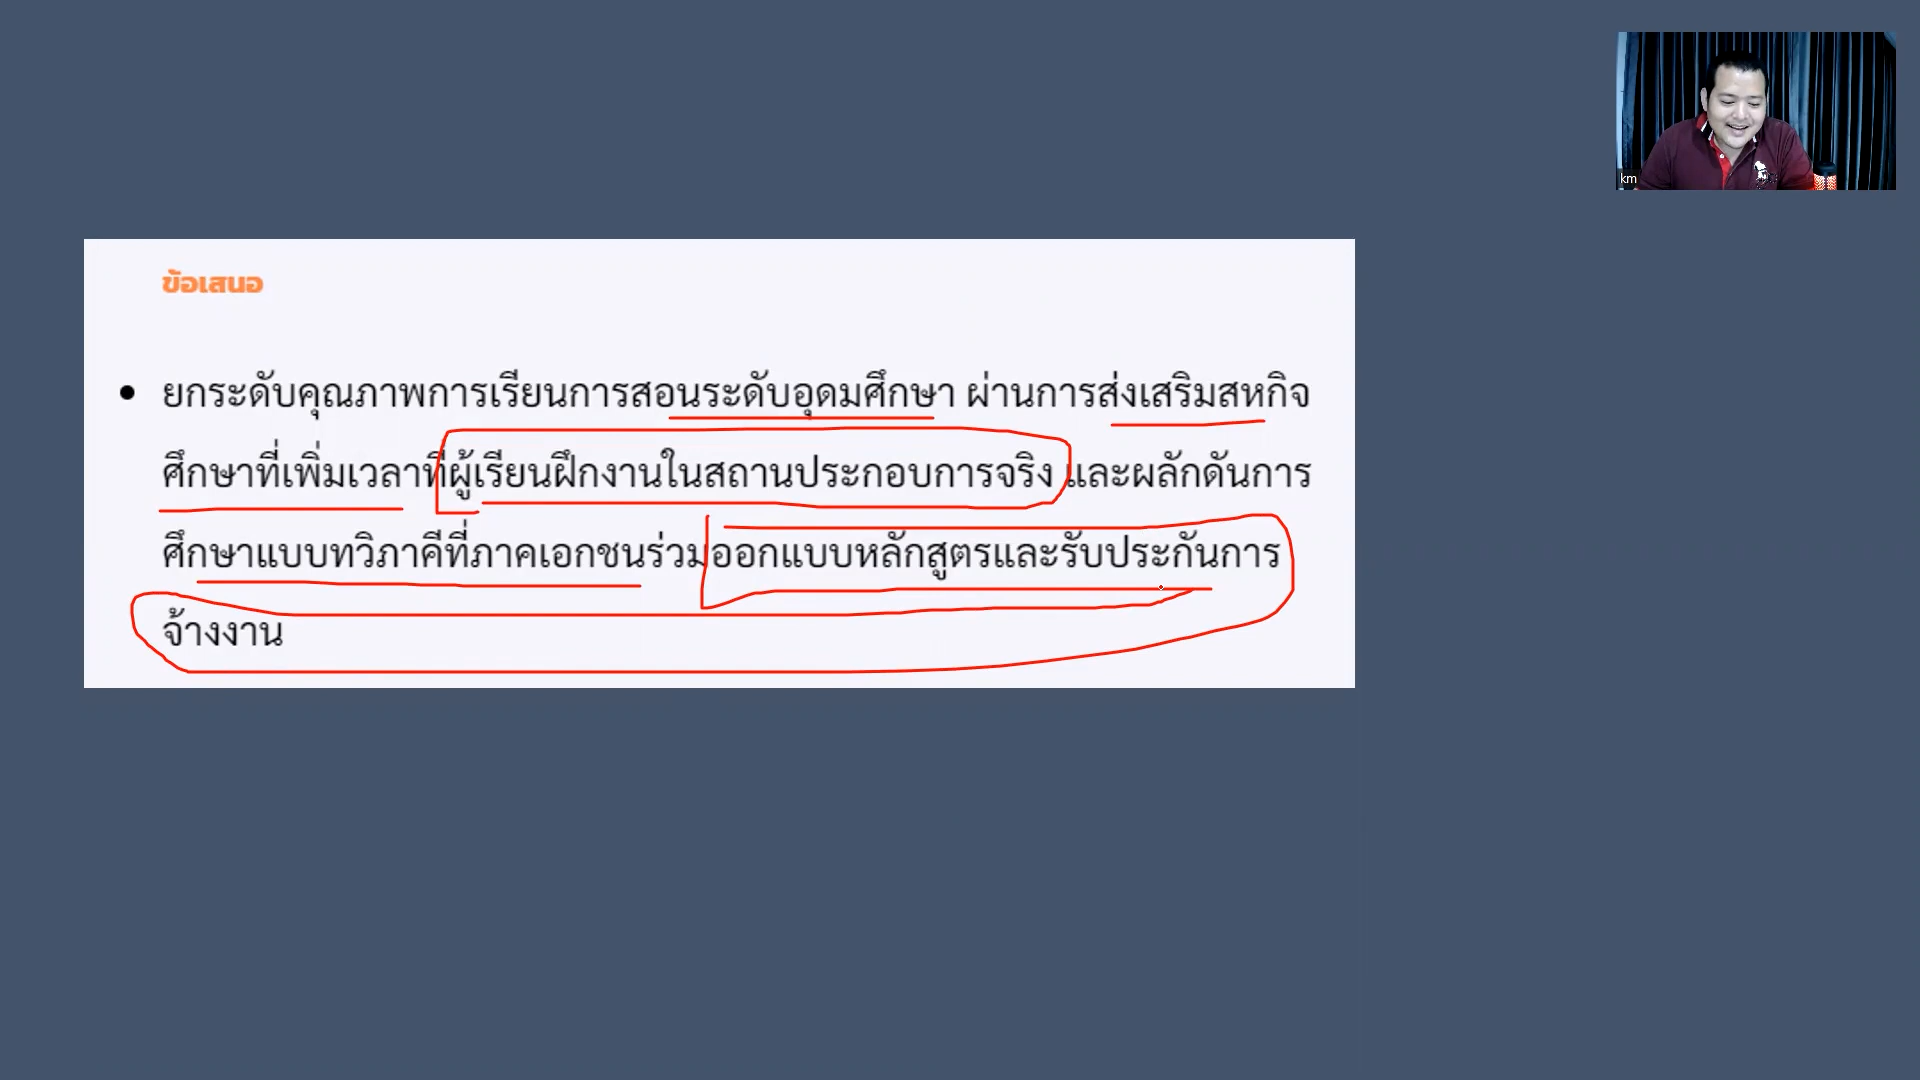 km
ข้อเสนอ
• ยกระดับคุณภาพการเรียนการสอนระดับอุดมศึกษา ผ่านการส่งเสริมสหกิจ
ศึกษาที่เพิ่มเวลาที่ผู้เรียนฝึกงานในสถานประกอบการจริง และผลักดันการ
ศึกษาแบบทวิภาคีที่ภาคเอกชนร่วมออกแบบหลักสูตรและรับประกันการ
จ้างงาน